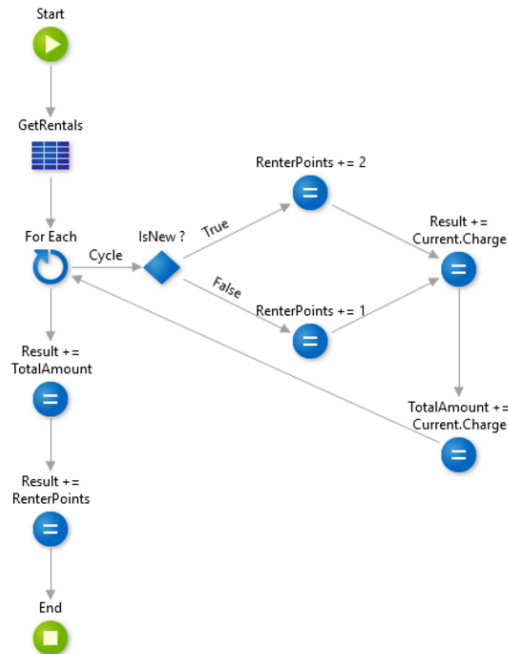 Start
GetRentals
For Each
Cycle
IsNew ?
True
False
RenterPoints += 2
RenterPoints += 1
Result +=
Current.Charge
TotalAmount +=
Current.Charge
Result +=
TotalAmount
Result +=
RenterPoints
End